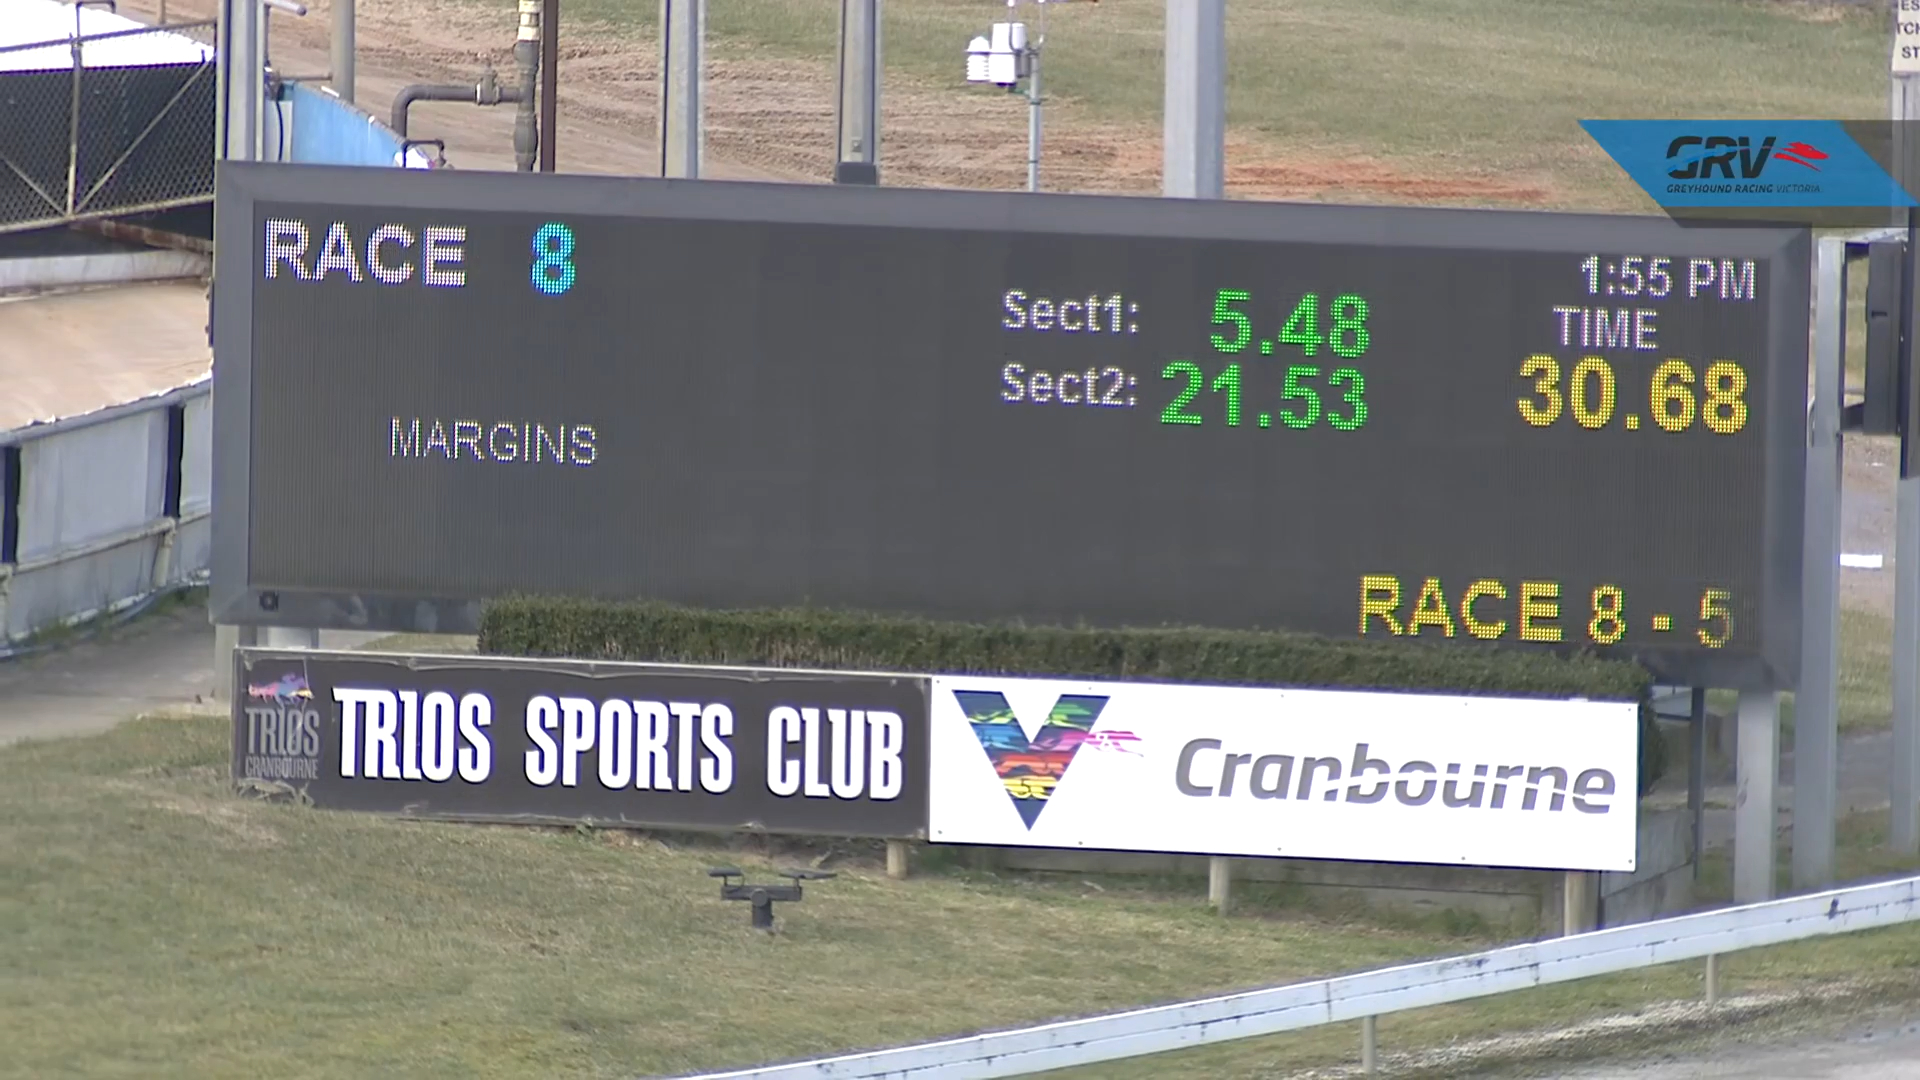 GRV
GREYHOUND RACING VICTORIA
RACE 8
1:55 PM
Sect1: 5.48
TIME
Sect2: 21.53
30.68
MARGINS
RACE 8 - 5
TRIOS
CRANBOURNE
TRIOS SPORTS CLUB
Cranbourne
ST